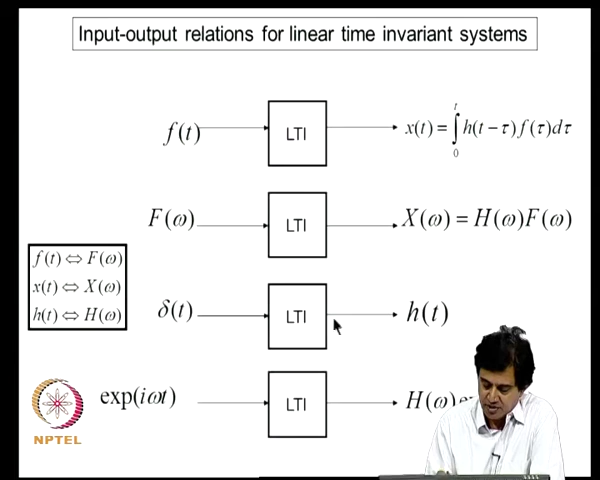 Input-output relations for linear time invariant systems
f(t) LTI x(t) = ∫₀ᵗ h(t − τ) f(τ)dτ
F(ω) LTI X(ω) = H(ω)F(ω)
f(t) ⇔ F(ω)
x(t) ⇔ X(ω)
h(t) ⇔ H(ω)
δ(t) LTI h(t)
exp(iωt) LTI H(ω)
NPTEL